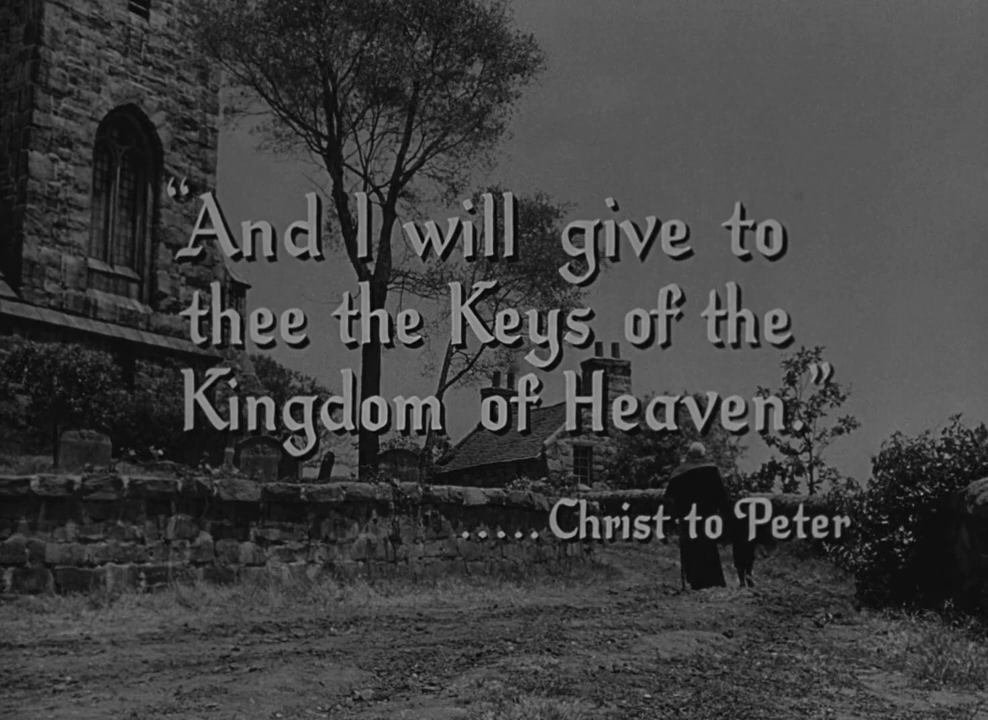 “And I will give to
thee the Keys of the
Kingdom of Heaven.”
.....Christ to Peter